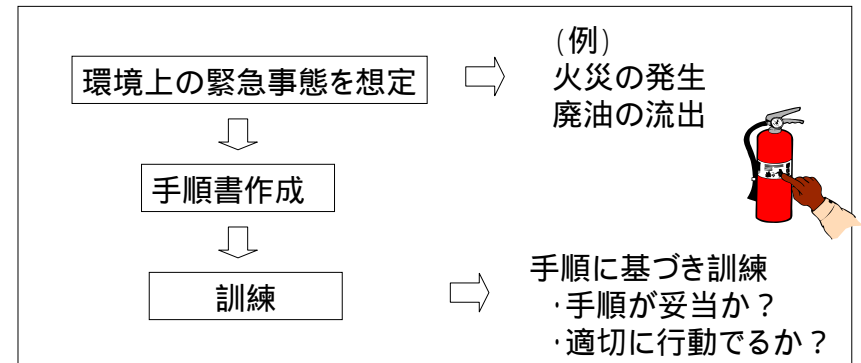 環境上の緊急事態を想定
(例)
火災の発生
廃油の流出
手順書作成
訓練
手順に基づき訓練
・手順が妥当か？
・適切に行動でるか？